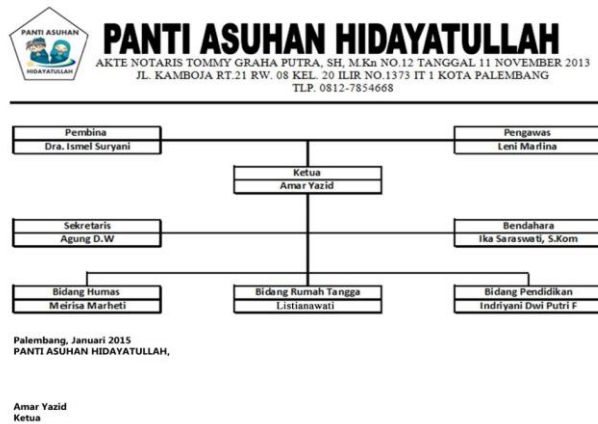 PANTI ASUHAN
HIDAYATULLAH
PANTI ASUHAN HIDAYATULLAH
AKTE NOTARIS TOMMY GRAHA PUTRA, SH, M.Kn NO.12 TANGGAL 11 NOVEMBER 2013
JL. KAMBOJA RT.21 RW. 08 KEL. 20 ILIR NO.1373 IT 1 KOTA PALEMBANG
TLP. 0812-7854668
Pembina
Dra. Ismel Suryani
Pengawas
Leni Marlina
Ketua
Amar Yazid
Sekretaris
Agung D.W
Bendahara
Ika Saraswati, S.Kom
Bidang Humas
Meirisa Marheti
Bidang Rumah Tangga
Listianawati
Bidang Pendidikan
Indriyani Dwi Putri F
Palembang, Januari 2015
PANTI ASUHAN HIDAYATULLAH,
Amar Yazid
Ketua